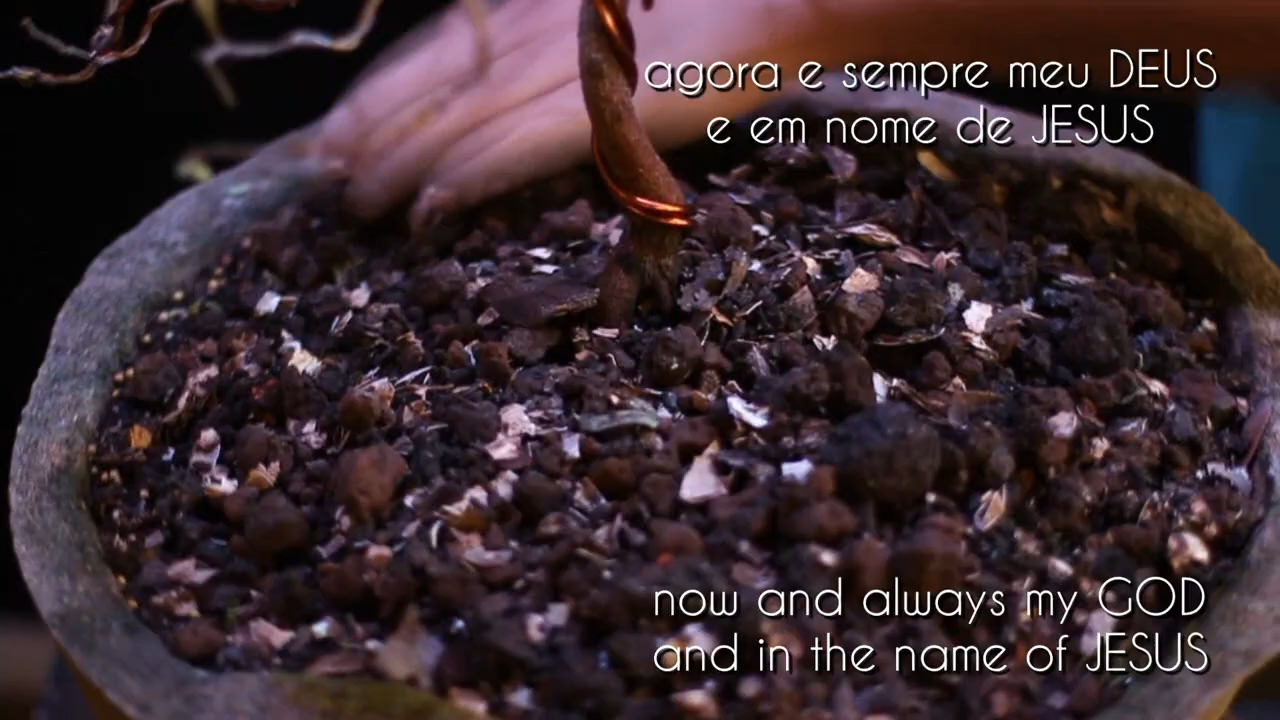 agora e sempre meu DEUS
e em nome de JESUS
now and always my GOD
and in the name of JESUS